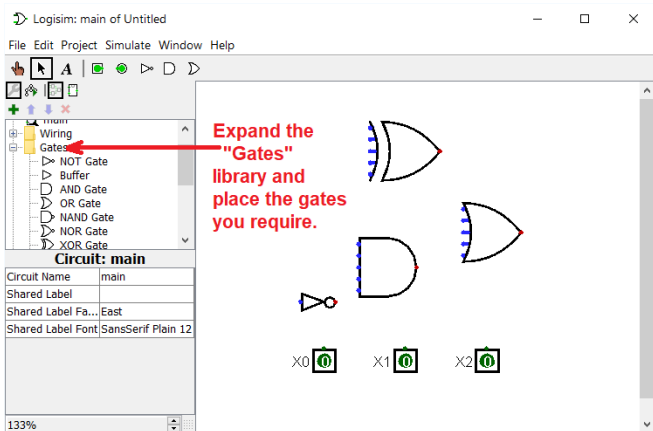 Logisim: main of Untitled
File Edit Project Simulate Window Help
A
main
Wiring
Gates
NOT Gate
Buffer
AND Gate
OR Gate
NAND Gate
NOR Gate
XOR Gate
Expand the
"Gates"
library and
place the gates
you require.
Circuit: main
Circuit Name main
Shared Label
Shared Label Fa... East
Shared Label Font SansSerif Plain 12
X0 0 X1 0 X2 0
133%